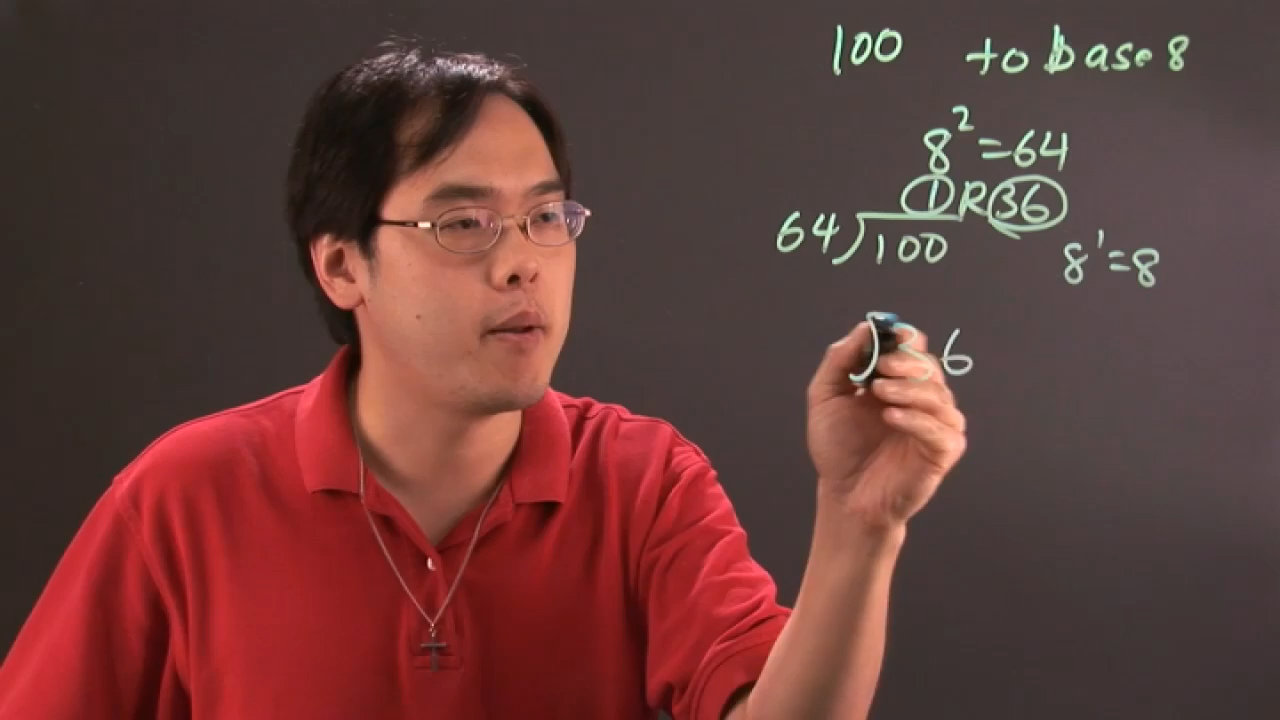 100 to base 8
8² = 64
1 R 36
64)100
8¹ = 8
)36